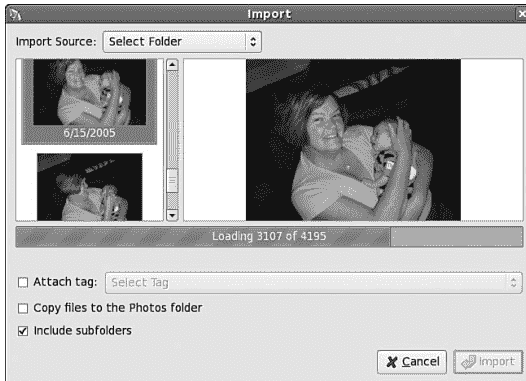 Import
Import Source: Select Folder
6/15/2005
Loading 3107 of 4195
Attach tag: Select Tag
Copy files to the Photos folder
Include subfolders
Cancel Import